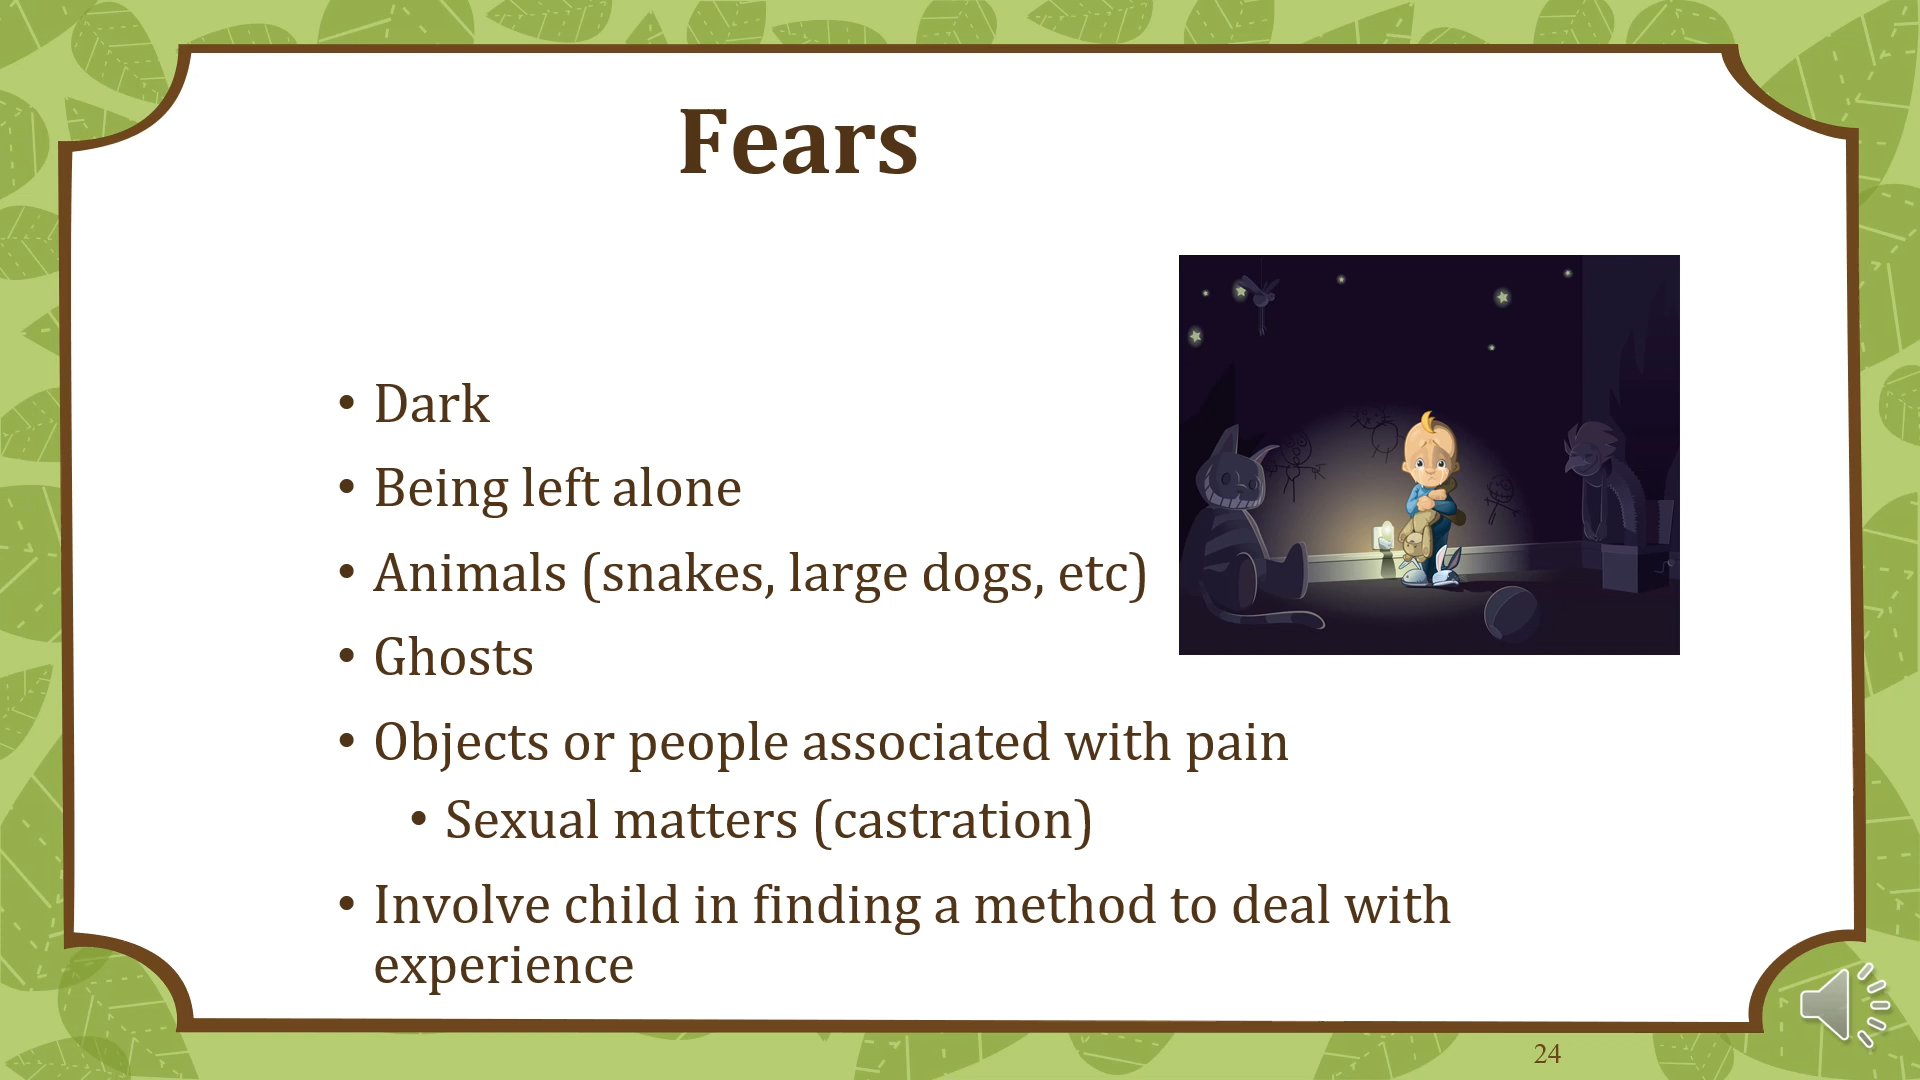 Fears
• Dark
• Being left alone
• Animals (snakes, large dogs, etc)
• Ghosts
• Objects or people associated with pain
• Sexual matters (castration)
• Involve child in finding a method to deal with
experience
24